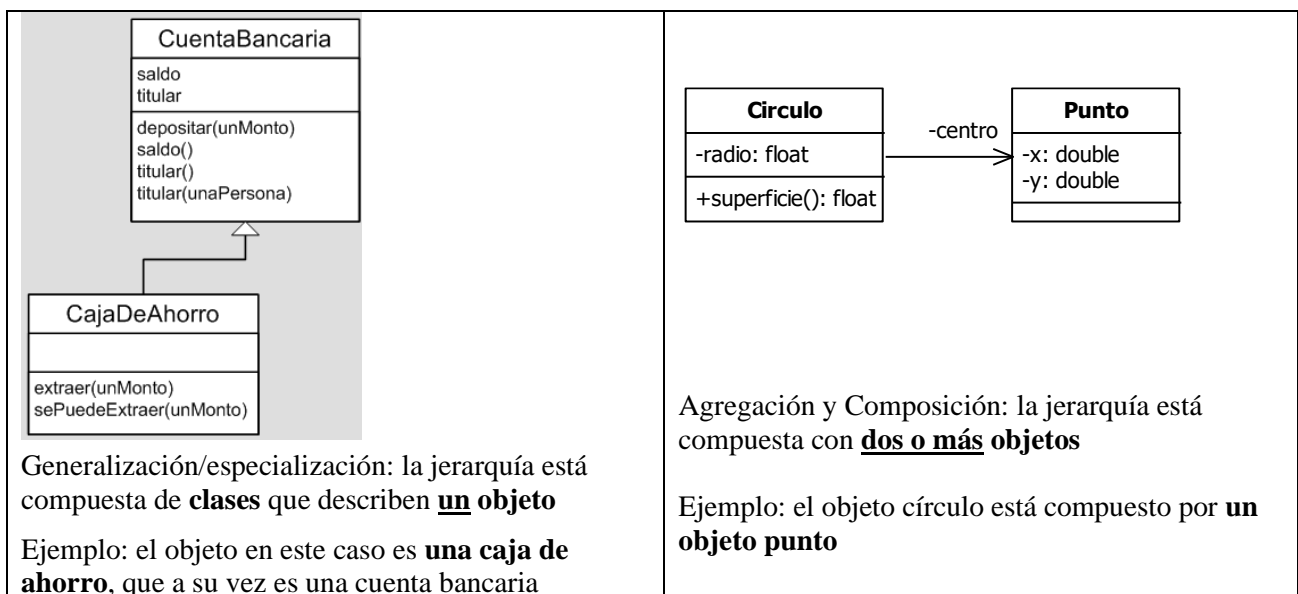 CuentaBancaria
saldo
titular
depositar(unMonto)
saldo()
titular()
titular(unaPersona)
CajaDeAhorro
extraer(unMonto)
sePuedeExtraer(unMonto)
Generalización/especialización: la jerarquía está
compuesta de clases que describen un objeto
Ejemplo: el objeto en este caso es una caja de
ahorro, que a su vez es una cuenta bancaria
Circulo
-radio: float
+superficie(): float
-centro
Punto
-x: double
-y: double
Agregación y Composición: la jerarquía está
compuesta con dos o más objetos
Ejemplo: el objeto círculo está compuesto por un
objeto punto